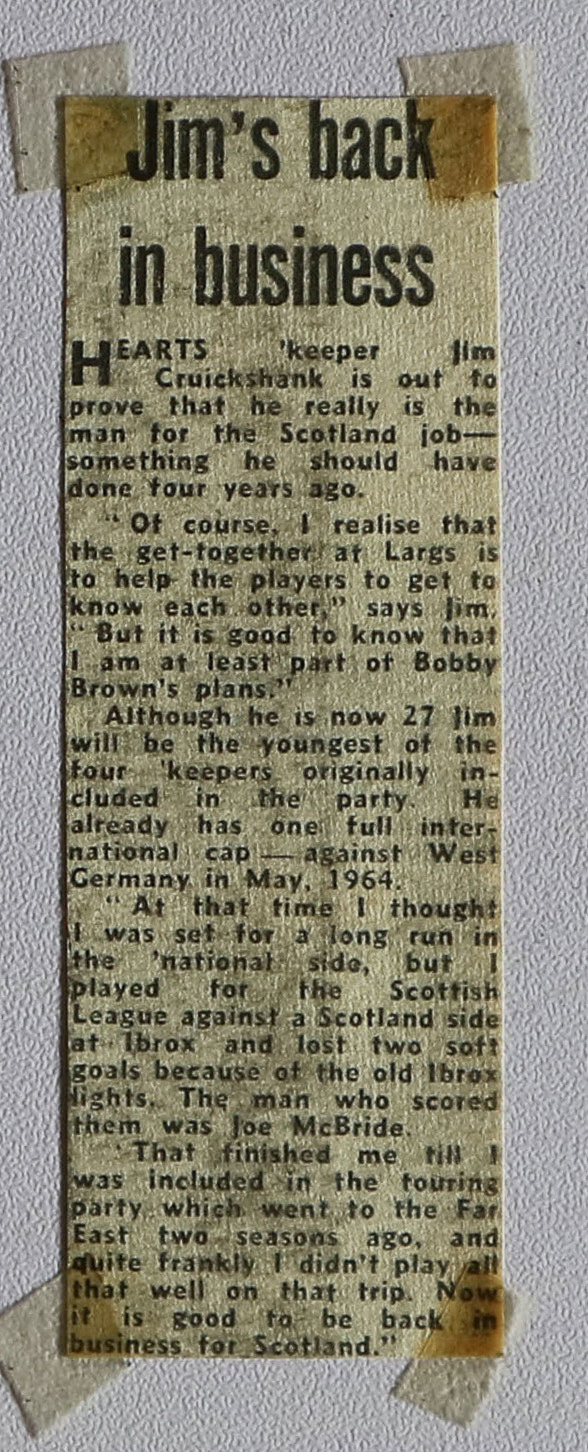 Jim's back
in business
HEARTS 'keeper Jim
Cruickshank is out to
prove that he really is the
man for the Scotland job—
something he should have
done four years ago.
"Of course, I realise that
the get-together at Largs is
to help the players to get to
know each other," says Jim.
"But it is good to know that
I am at least part of Bobby
Brown's plans."
Although he is now 27 Jim
will be the youngest of the
four 'keepers originally in-
cluded in the party. He
already has one full inter-
national cap — against West
Germany in May, 1964.
"At that time I thought
I was set for a long run in
the 'national side, but I
played for the Scottish
League against a Scotland side
at Ibrox and lost two soft
goals because of the old Ibrox
lights. The man who scored
them was Joe McBride.
"That finished me till I
was included in the touring
party which went to the Far
East two seasons ago, and
quite frankly I didn't play all
that well on that trip. Now
it is good to be back in
business for Scotland."